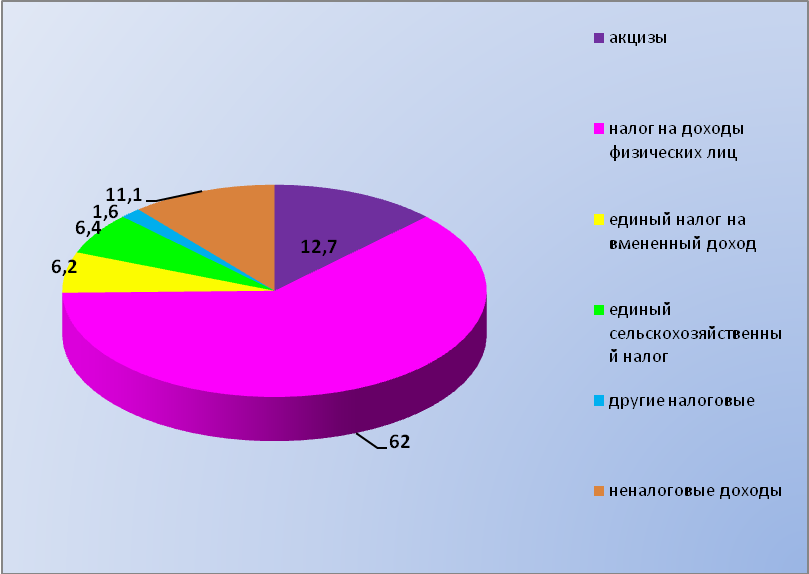 11,1
1,6
6,4
6,2
12,7
62
акцизы
налог на доходы
физических лиц
единый налог на
вмененный доход
единый
сельскохозяйственны
й налог
другие налоговые
неналоговые доходы